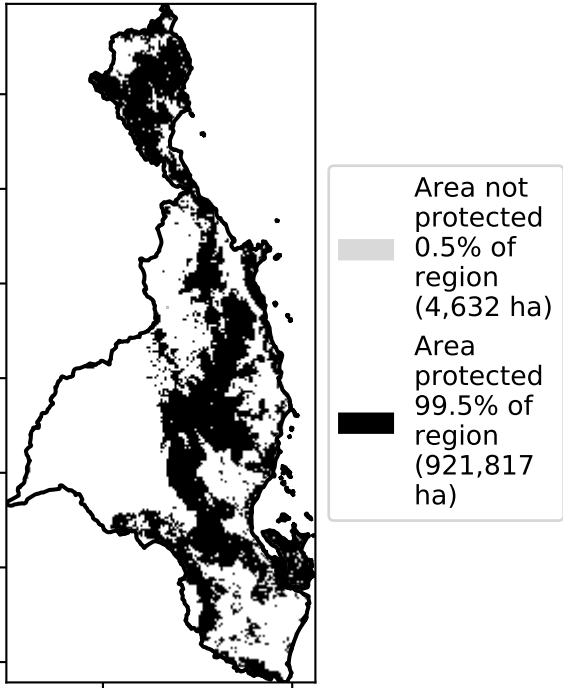 Area not
protected
0.5% of
region
(4,632 ha)
Area
protected
99.5% of
region
(921,817
ha)